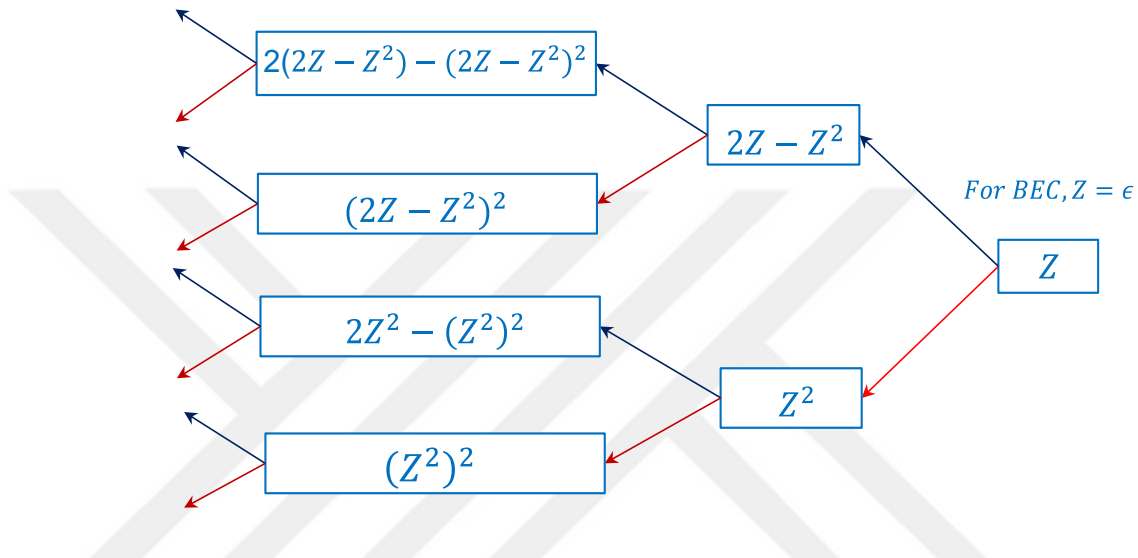 2(2Z − Z²) − (2Z − Z²)²
2Z − Z²
(2Z − Z²)²
For BEC, Z = ϵ
Z
2Z² − (Z²)²
Z²
(Z²)²